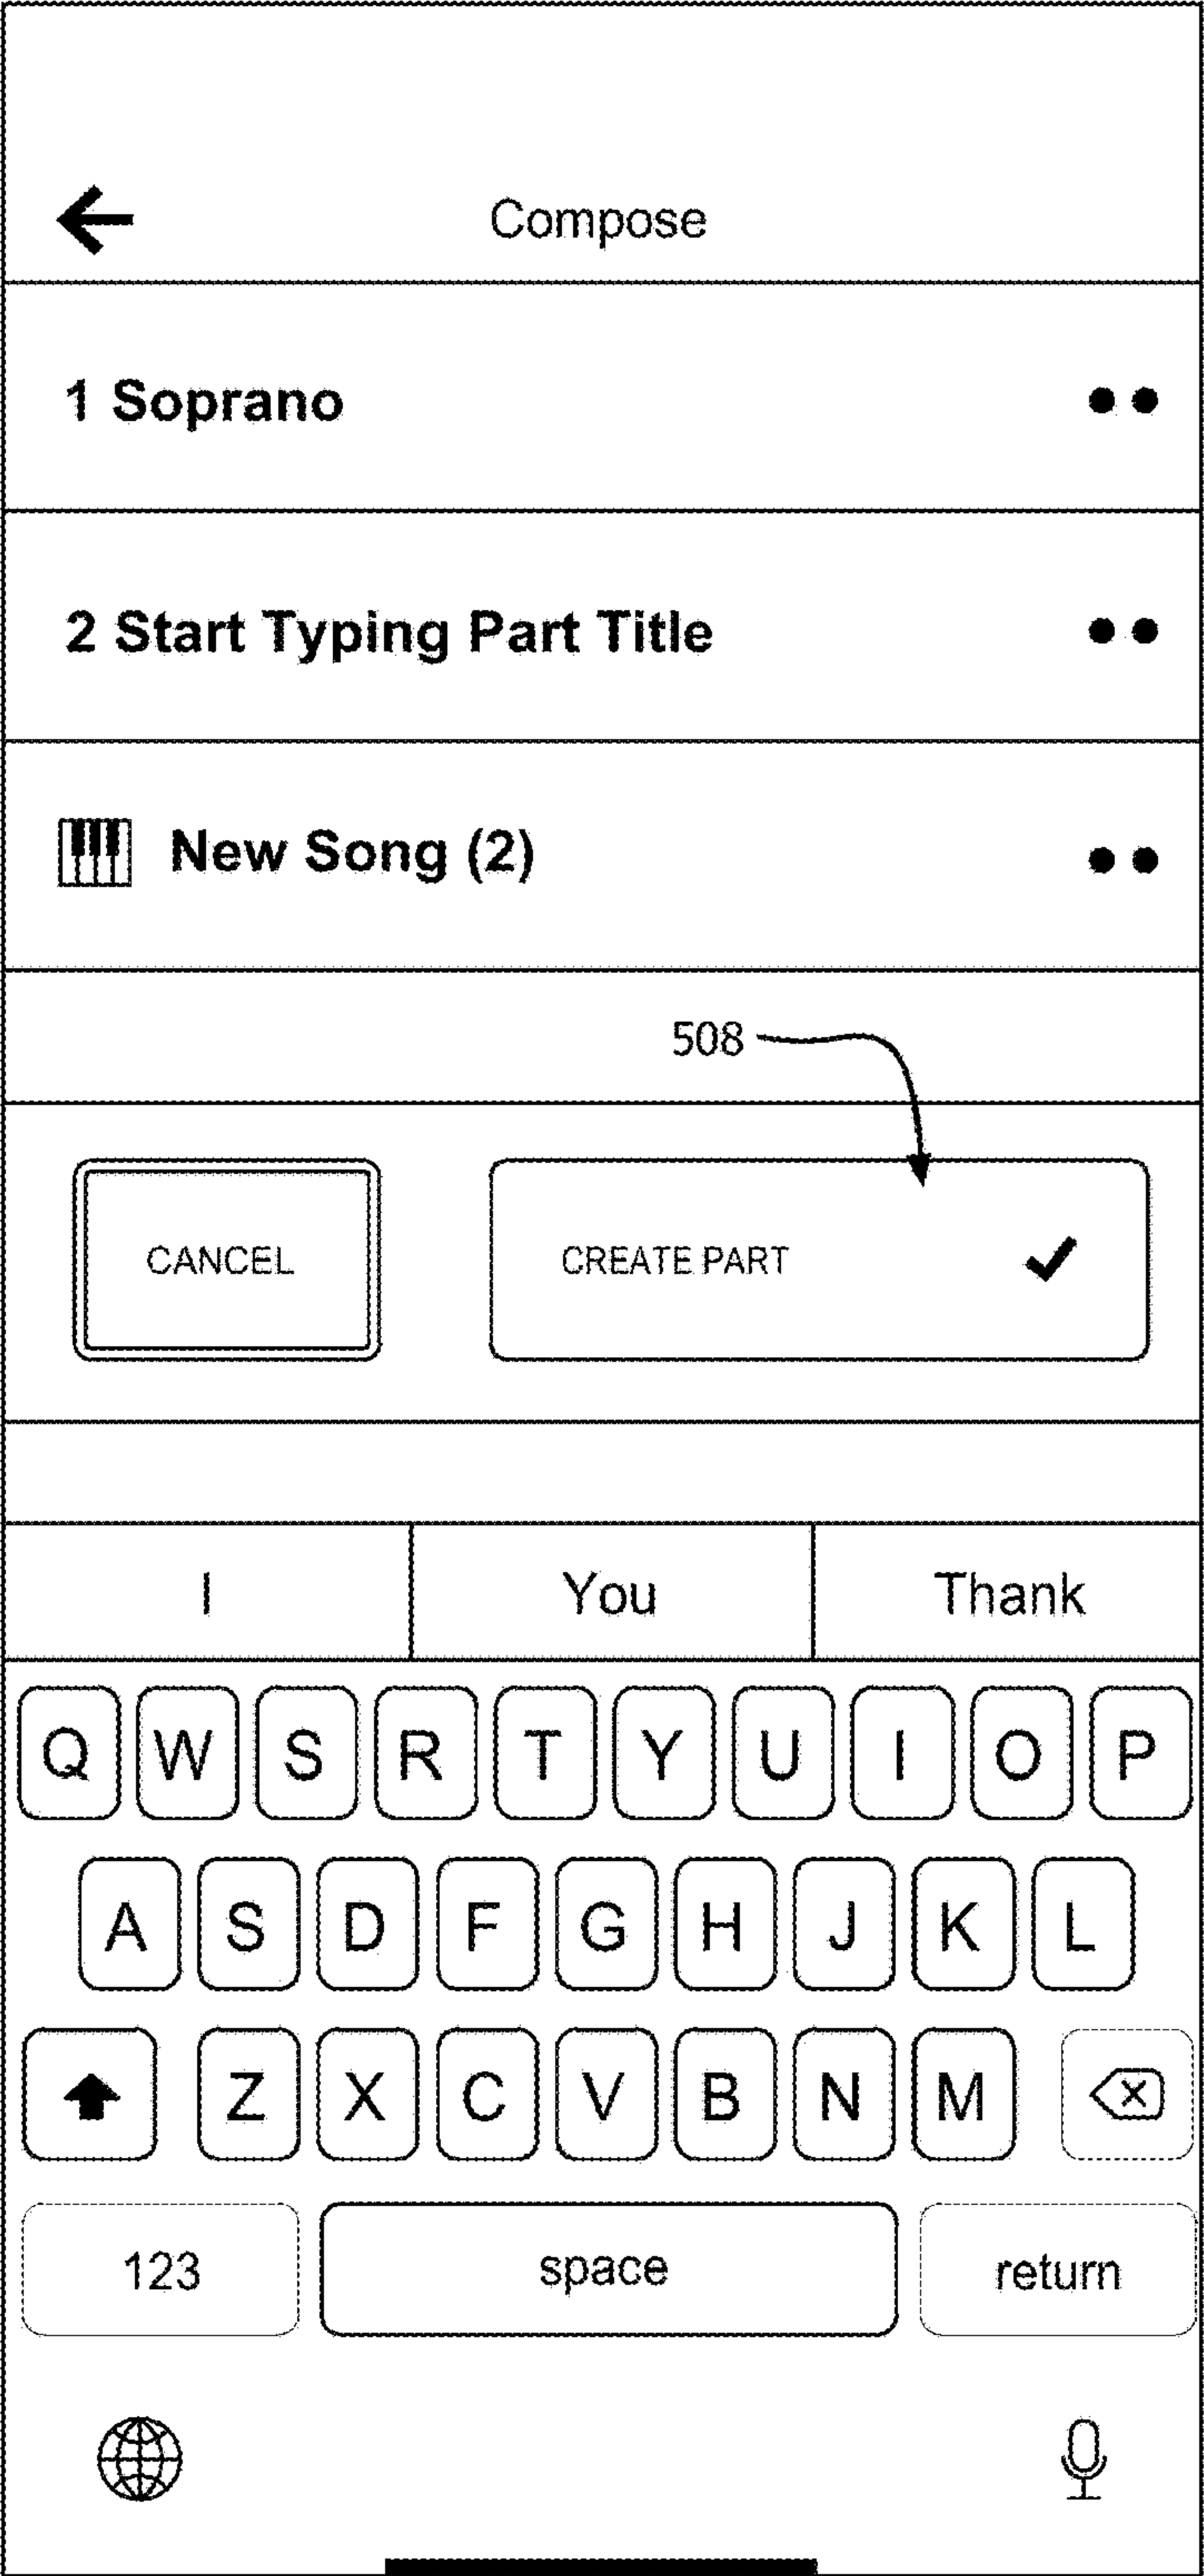 Compose
1 Soprano
2 Start Typing Part Title
New Song (2)
508
CANCEL CREATE PART
I You Thank
Q W S R T Y U I O P
A S D F G H J K L
Z X C V B N M
123 space return